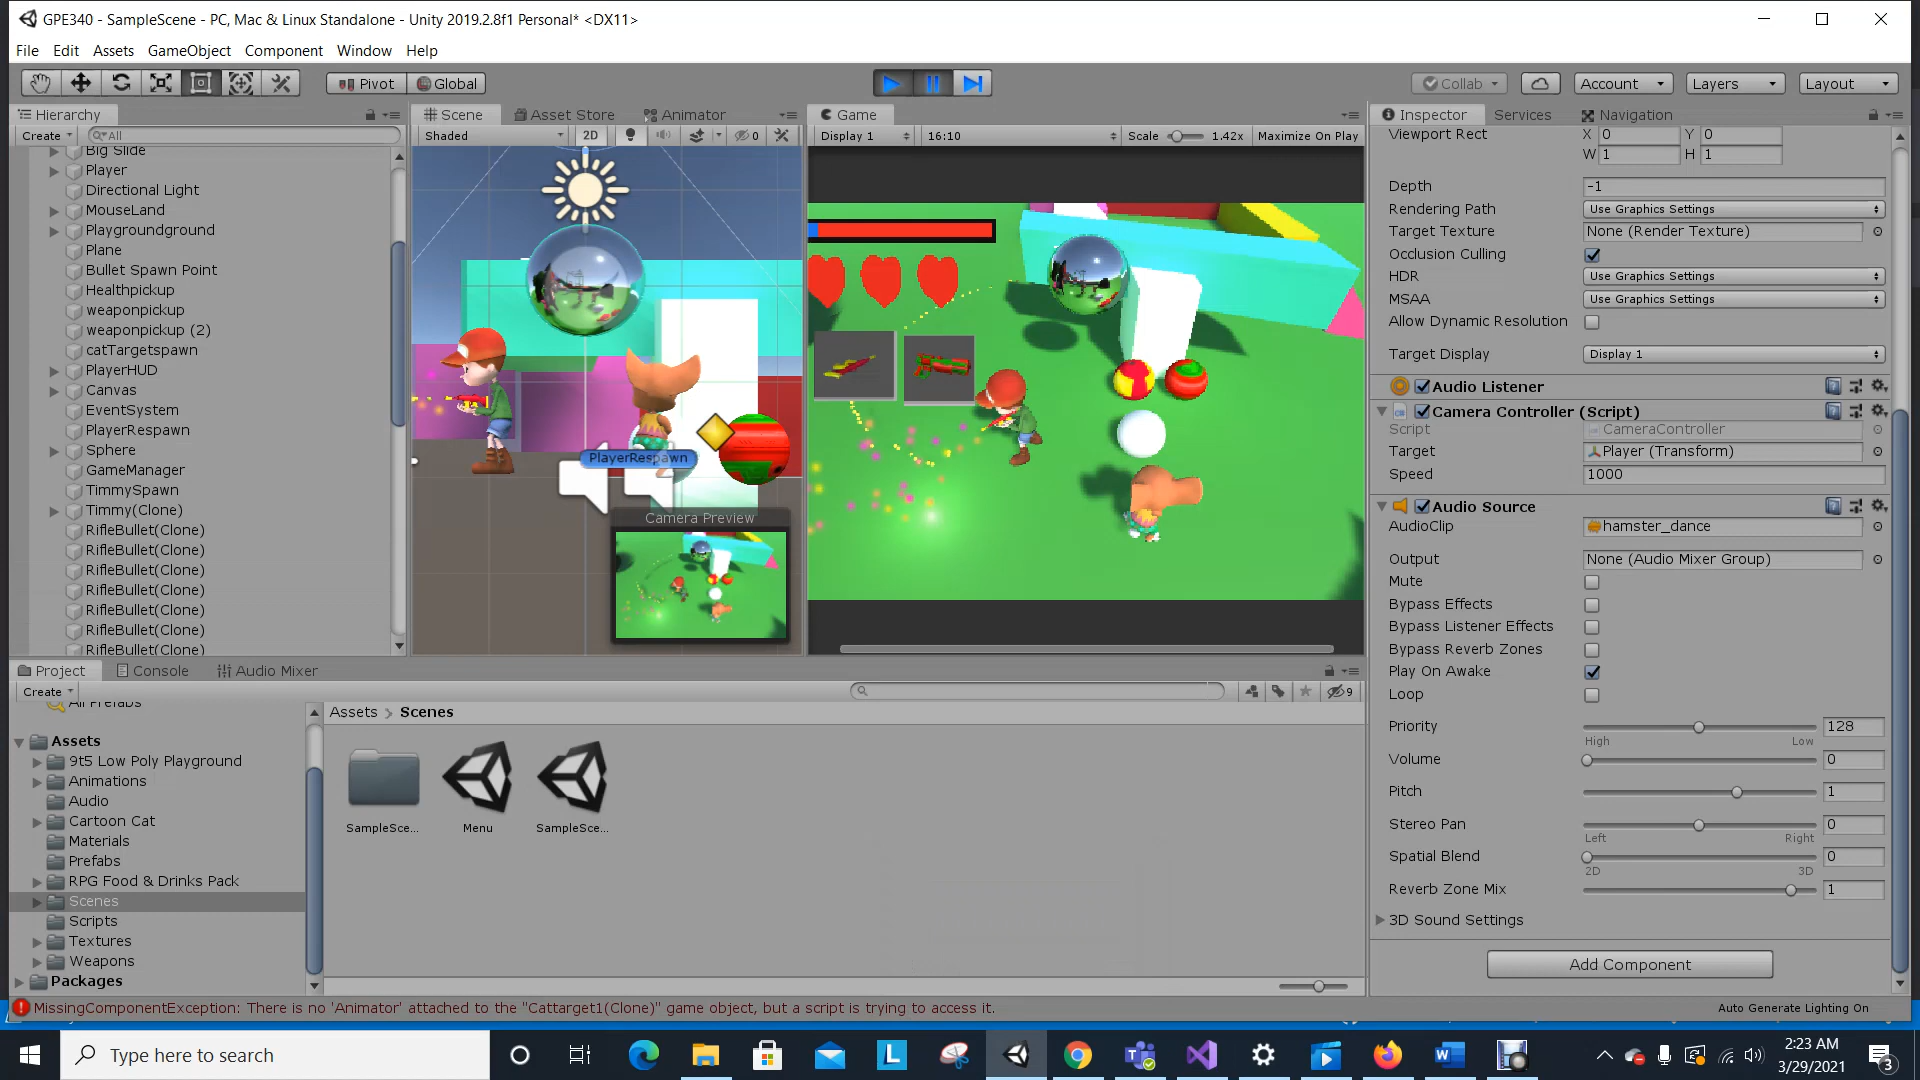 GPE340 - SampleScene - PC, Mac & Linux Standalone - Unity 2019.2.8f1 Personal* <DX11>
File Edit Assets GameObject Component Window Help
Pivot Global Collab Account Layers Layout
Hierarchy
Create All
Big Slide
Player
Directional Light
MouseLand
Playgroundground
Plane
Bullet Spawn Point
Healthpickup
weaponpickup
weaponpickup (2)
catTargetspawn
PlayerHUD
Canvas
EventSystem
PlayerRespawn
Sphere
GameManager
TimmySpawn
Timmy(Clone)
RifleBullet(Clone)
RifleBullet(Clone)
RifleBullet(Clone)
RifleBullet(Clone)
RifleBullet(Clone)
RifleBullet(Clone)
RifleBullet(Clone)
Scene Asset Store Animator
Shaded 2D 0
PlayerRespawn
Camera Preview
Game
Display 1 16:10 Scale 1.42x Maximize On Play
Inspector Services Navigation
Viewport Rect X 0 Y 0
W 1 H 1
Depth -1
Rendering Path Use Graphics Settings
Target Texture None (Render Texture)
Occlusion Culling
HDR Use Graphics Settings
MSAA Use Graphics Settings
Allow Dynamic Resolution
Target Display Display 1
Audio Listener
Camera Controller (Script)
Script CameraController
Target Player (Transform)
Speed 1000
Audio Source
AudioClip hamster_dance
Output None (Audio Mixer Group)
Mute
Bypass Effects
Bypass Listener Effects
Bypass Reverb Zones
Play On Awake
Loop
Priority 128
High Low
Volume 0
Pitch 1
Stereo Pan 0
Left Right
Spatial Blend 0
2D 3D
Reverb Zone Mix 1
3D Sound Settings
Add Component
Project Console Audio Mixer
Create 9
All Prefabs
Assets
9t5 Low Poly Playground
Animations
Audio
Cartoon Cat
Materials
Prefabs
RPG Food & Drinks Pack
Scenes
Scripts
Textures
Weapons
Packages
Assets > Scenes
SampleSce... Menu SampleSce...
MissingComponentException: There is no 'Animator' attached to the "Cattarget1(Clone)" game object, but a script is trying to access it.
Auto Generate Lighting On
Type here to search
2:23 AM
3/29/2021
3